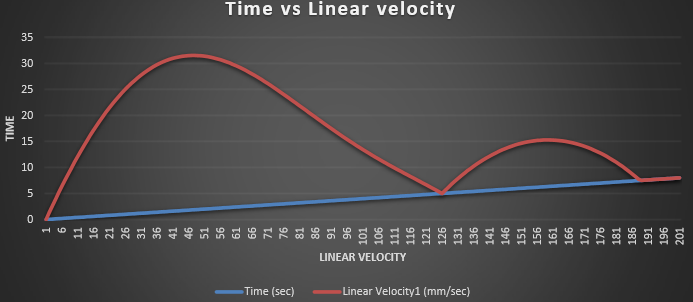 Time vs Linear velocity
35
30
25
20
15
10
5
0
TIME
1 6 11 16 21 26 31 36 41 46 51 56 61 66 71 76 81 86 91 96 101 106 111 116 121 126 131 136 141 146 151 156 161 166 171 176 181 186 191 196 201
LINEAR VELOCITY
Time (sec) Linear Velocity1 (mm/sec)